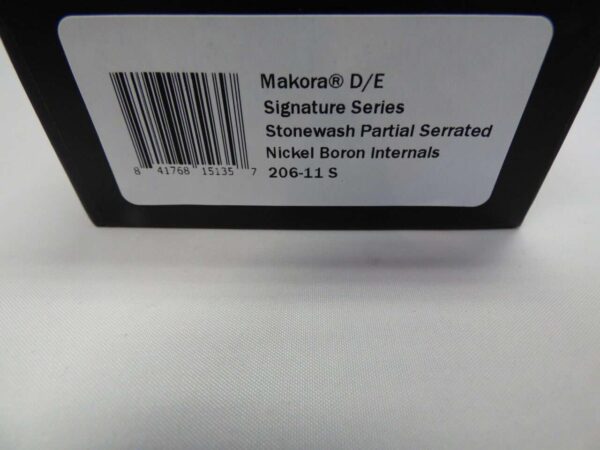 Makora® D/E
Signature Series
Stonewash Partial Serrated
Nickel Boron Internals
206-11 S
8 41768 15135 7